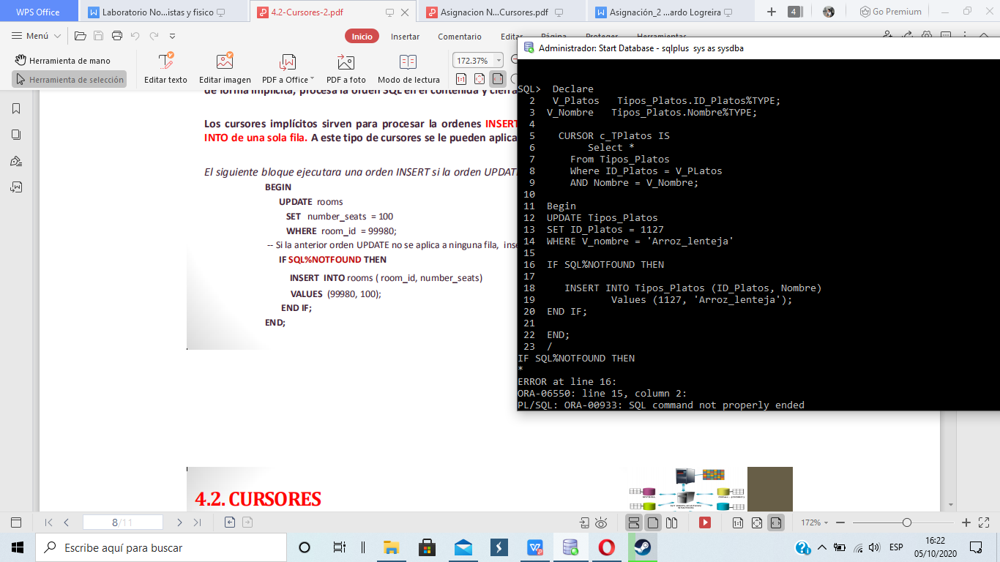 WPS Office
Laboratorio No...istas y fisico
4.2-Cursores-2.pdf
Asignacion N...Cursores.pdf
Asignación_2 ...ardo Logreira
4
Go Premium
Menú
Inicio
Insertar
Comentario
Editar
Página
Proteger
Herramientas
Herramienta de mano
Herramienta de selección
Editar texto
Editar imagen
PDF a Office
PDF a foto
Modo de lectura
172.37%
de forma implícita, procesa la orden SQL en el contenida y cierra
Los cursores implícitos sirven para procesar la ordenes INSERT
INTO de una sola fila. A este tipo de cursores se le pueden aplica
El siguiente bloque ejecutara una orden INSERT si la orden UPDAT
BEGIN
UPDATE rooms
SET number_seats = 100
WHERE room_id = 99980;
-- Si la anterior orden UPDATE no se aplica a ninguna fila, inse
IF SQL%NOTFOUND THEN
INSERT INTO rooms ( room_id, number_seats)
VALUES (99980, 100);
END IF;
END;
4.2. CURSORES
Administrador: Start Database - sqlplus sys as sysdba
SQL> Declare
2 V_Platos Tipos_Platos.ID_Platos%TYPE;
3 V_Nombre Tipos_Platos.Nombre%TYPE;
4
5 CURSOR c_TPlatos IS
6 Select *
7 From Tipos_Platos
8 Where ID_Platos = V_PLatos
9 AND Nombre = V_Nombre;
10
11 Begin
12 UPDATE Tipos_Platos
13 SET ID_Platos = 1127
14 WHERE V_nombre = 'Arroz_lenteja'
15
16 IF SQL%NOTFOUND THEN
17
18 INSERT INTO Tipos_Platos (ID_Platos, Nombre)
19 Values (1127, 'Arroz_lenteja');
20 END IF;
21
22 END;
23 /
IF SQL%NOTFOUND THEN
*
ERROR at line 16:
ORA-06550: line 15, column 2:
PL/SQL: ORA-00933: SQL command not properly ended
8/11
172%
Escribe aquí para buscar
ESP
16:22
05/10/2020